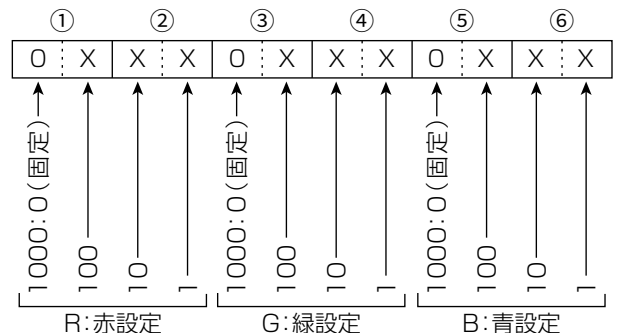 ① ② ③ ④ ⑤ ⑥
0 X X X 0 X X X 0 X X X
1000:0(固定) 100 10 1 1000:0(固定) 100 10 1 1000:0(固定) 100 10 1
R:赤設定 G:緑設定 B:青設定